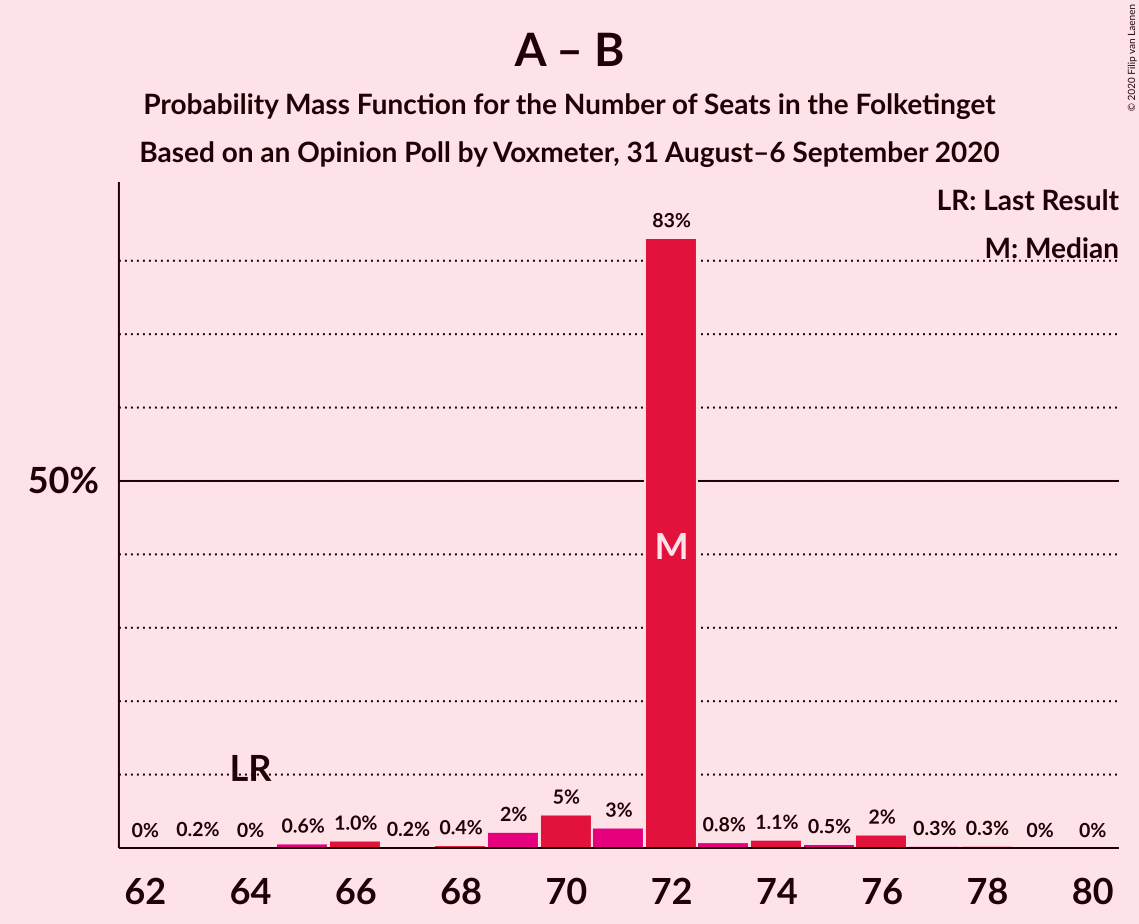 A – B
Probability Mass Function for the Number of Seats in the Folketinget
Based on an Opinion Poll by Voxmeter, 31 August–6 September 2020
© 2020 Filip van Laenen
LR: Last Result
M: Median
83%
50%
M
LR
0% 0.2% 0% 0.6% 1.0% 0.2% 0.4% 2% 5% 3% 0.8% 1.1% 0.5% 2% 0.3% 0.3% 0% 0%
62 64 66 68 70 72 74 76 78 80